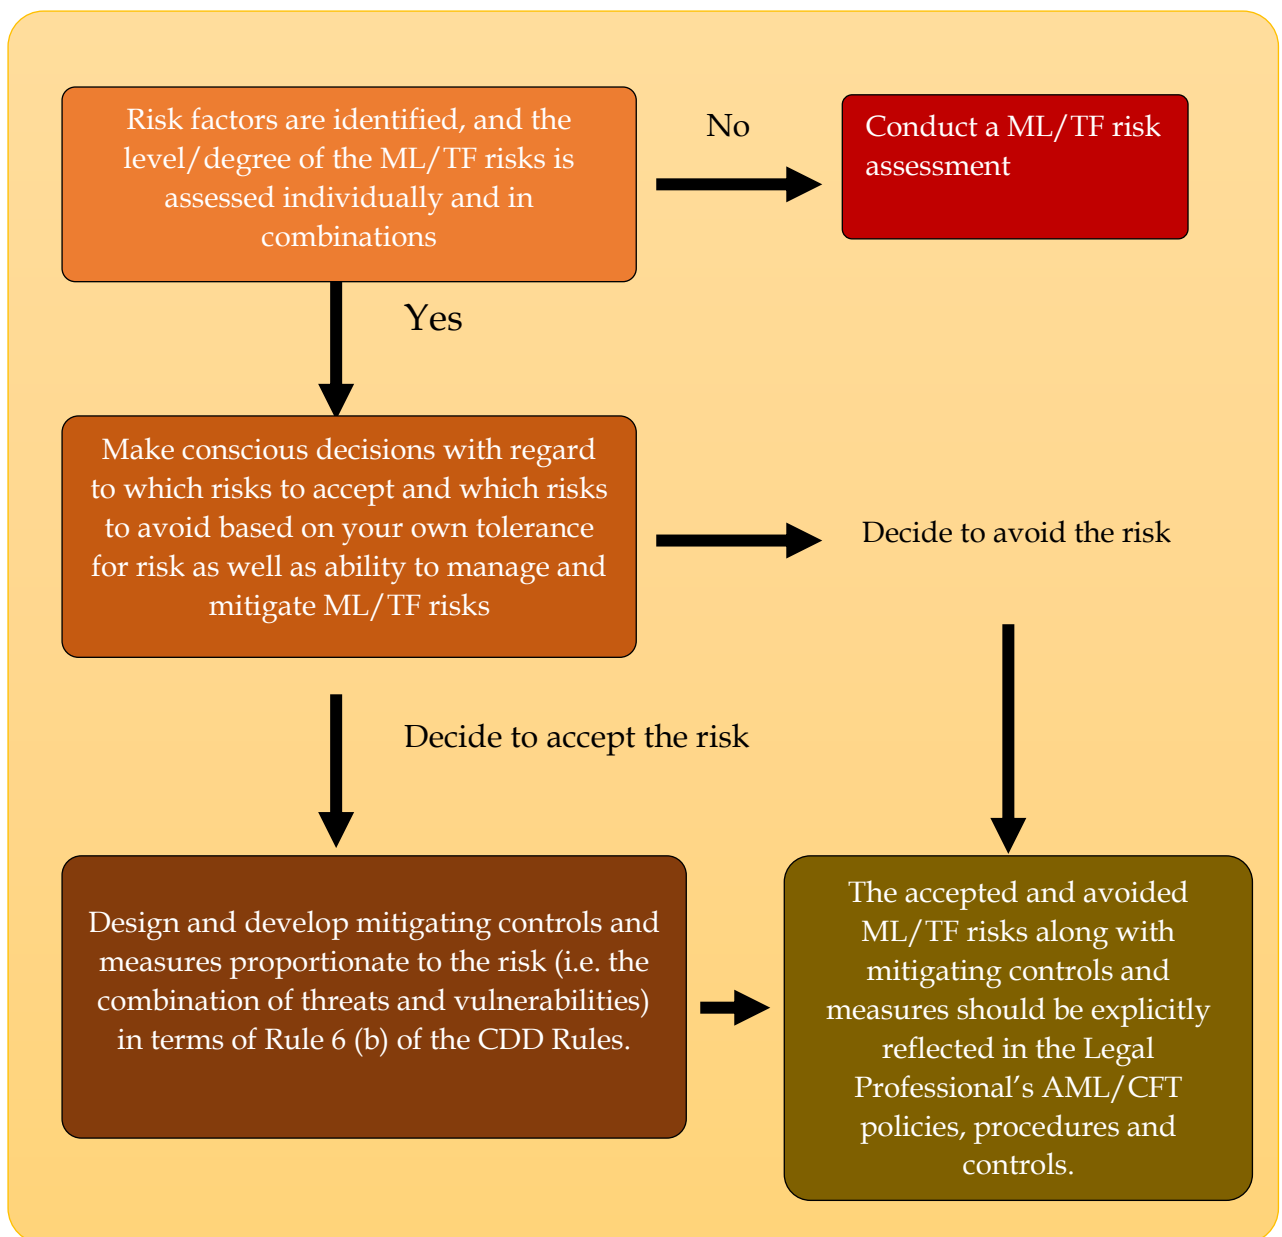 Risk factors are identified, and the
level/degree of the ML/TF risks is
assessed individually and in
combinations
No
Conduct a ML/TF risk
assessment
Yes
Make conscious decisions with regard
to which risks to accept and which risks
to avoid based on your own tolerance
for risk as well as ability to manage and
mitigate ML/TF risks
Decide to avoid the risk
Decide to accept the risk
Design and develop mitigating controls and
measures proportionate to the risk (i.e. the
combination of threats and vulnerabilities)
in terms of Rule 6 (b) of the CDD Rules.
The accepted and avoided
ML/TF risks along with
mitigating controls and
measures should be explicitly
reflected in the Legal
Professional’s AML/CFT
policies, procedures and
controls.